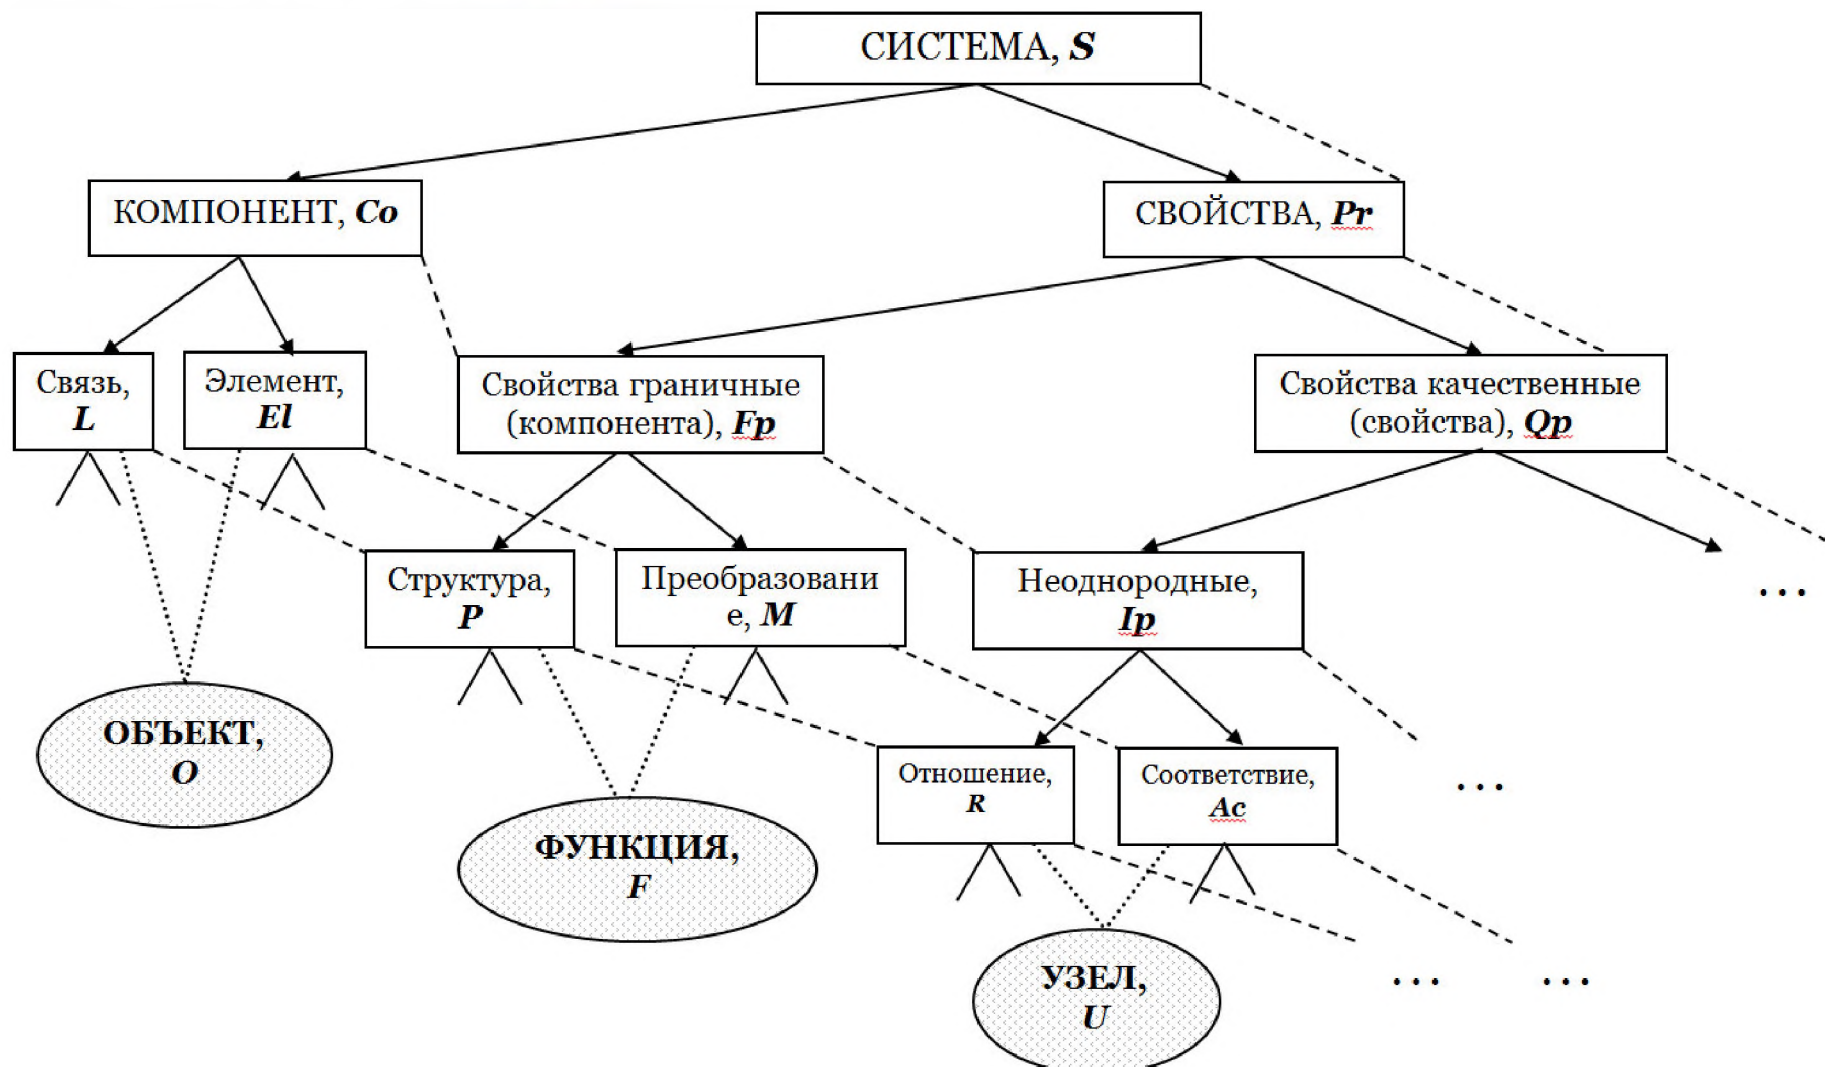 СИСТЕМА, S
КОМПОНЕНТ, Co
СВОЙСТВА, Pr
Связь,
L
Элемент,
El
Свойства граничные
(компонента), Fp
Свойства качественные
(свойства), Qp
Структура,
P
Преобразовани
е, M
Неоднородные,
Ip
...
ОБЪЕКТ,
O
Отношение,
R
Соответствие,
Ac
...
ФУНКЦИЯ,
F
УЗЕЛ,
U
... ...